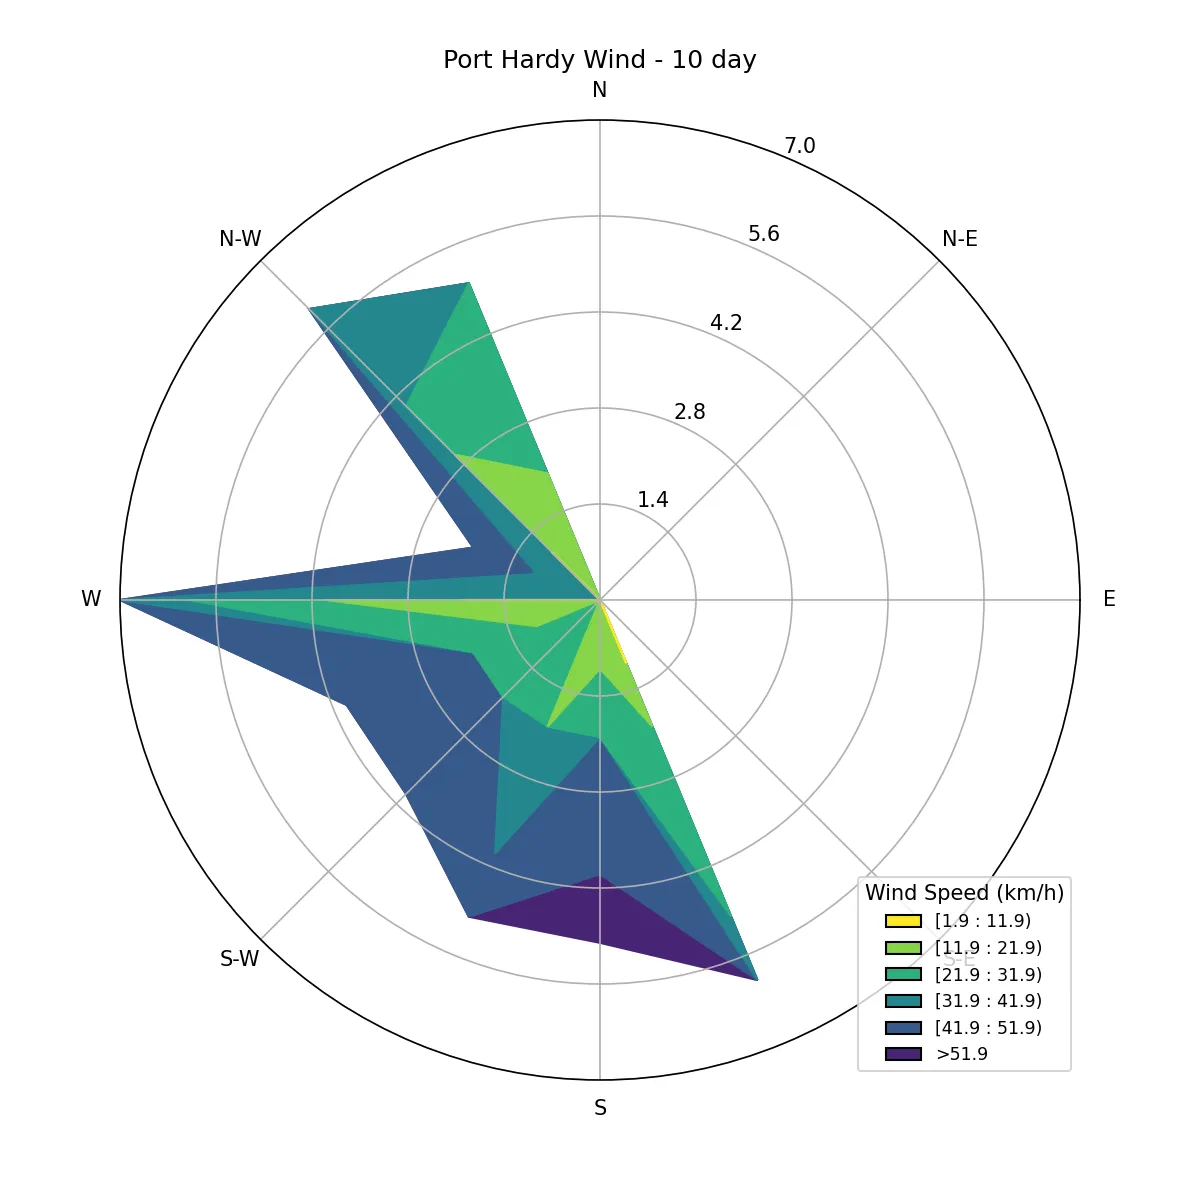 Port Hardy Wind - 10 day
N
7.0
N-W
N-E
5.6
4.2
2.8
1.4
W
E
Wind Speed (km/h)
[1.9 : 11.9)
[11.9 : 21.9)
S-W
S-E
[21.9 : 31.9)
[31.9 : 41.9)
[41.9 : 51.9)
>51.9
S